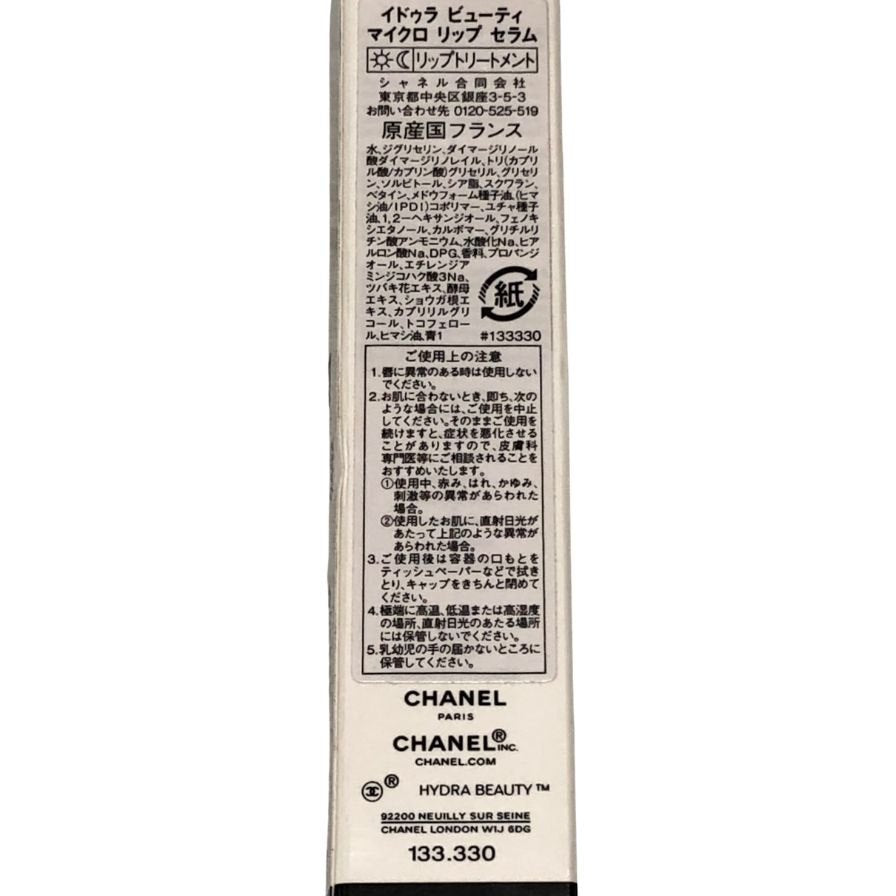 イドゥラ ビューティ
マイクロ リップ セラム
リップトリートメント
シャネル合同会社
東京都中央区銀座3-5-3
お問い合わせ先 0120-525-519
原産国フランス
水、ジグリセリン、ダイマージリノール
酸ダイマージリノレイル、トリ(カプリ
ル酸/カプリン酸)グリセリル、グリセリ
ン、ソルビトール、シア脂、スクワラン、
ベタイン、メドウフォーム種子油、(ヒマ
シ油/IPDI)コポリマー、ユチャ種子
油、1,2-ヘキサンジオール、フェノキ
シエタノール、カルボマー、グリチルリ
チン酸アンモニウム、水酸化Na、ヒア
ルロン酸Na、DPG、香料、プロパンジ
オール、エチレンジア
ミンジコハク酸3Na、
ツバキ花エキス、酵母
エキス、ショウガ根エ
キス、カプリリルグリ
コール、トコフェロー
ル、ヒマシ油、青1
紙
#133330
ご使用上の注意
1.唇に異常のある時は使用しない
でください。
2.お肌に合わないとき、即ち、次の
ような場合には、ご使用を中止
してください。そのままご使用を
続けますと、症状を悪化させる
ことがありますので、皮膚科
専門医等にご相談されることを
おすすめいたします。
①使用中、赤み、はれ、かゆみ、
刺激等の異常があらわれた
場合。
②使用したお肌に、直射日光が
あたって上記のような異常が
あらわれた場合。
3.ご使用後は容器の口もとを
ティッシュペーパーなどで拭き
とり、キャップをきちんと閉めて
ください。
4.極端に高温、低温または高湿度
の場所、直射日光のあたる場所
には保管しないでください。
5.乳幼児の手の届かないところに
保管してください。
CHANEL
PARIS
CHANEL® INC.
CHANEL.COM
® HYDRA BEAUTY™
92200 NEUILLY SUR SEINE
CHANEL LONDON W1J 6DG
133.330